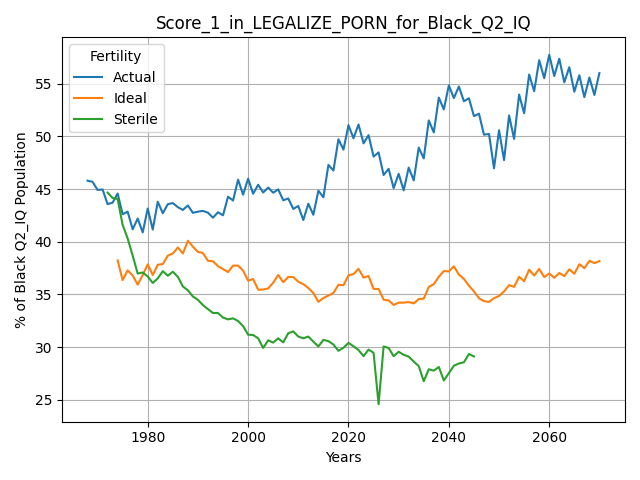 Score_1_in_LEGALIZE_PORN_for_Black_Q2_IQ
% of Black Q2_IQ Population
55
50
45
40
35
30
25
Fertility
Actual
Ideal
Sterile
1980 2000 2020 2040 2060
Years